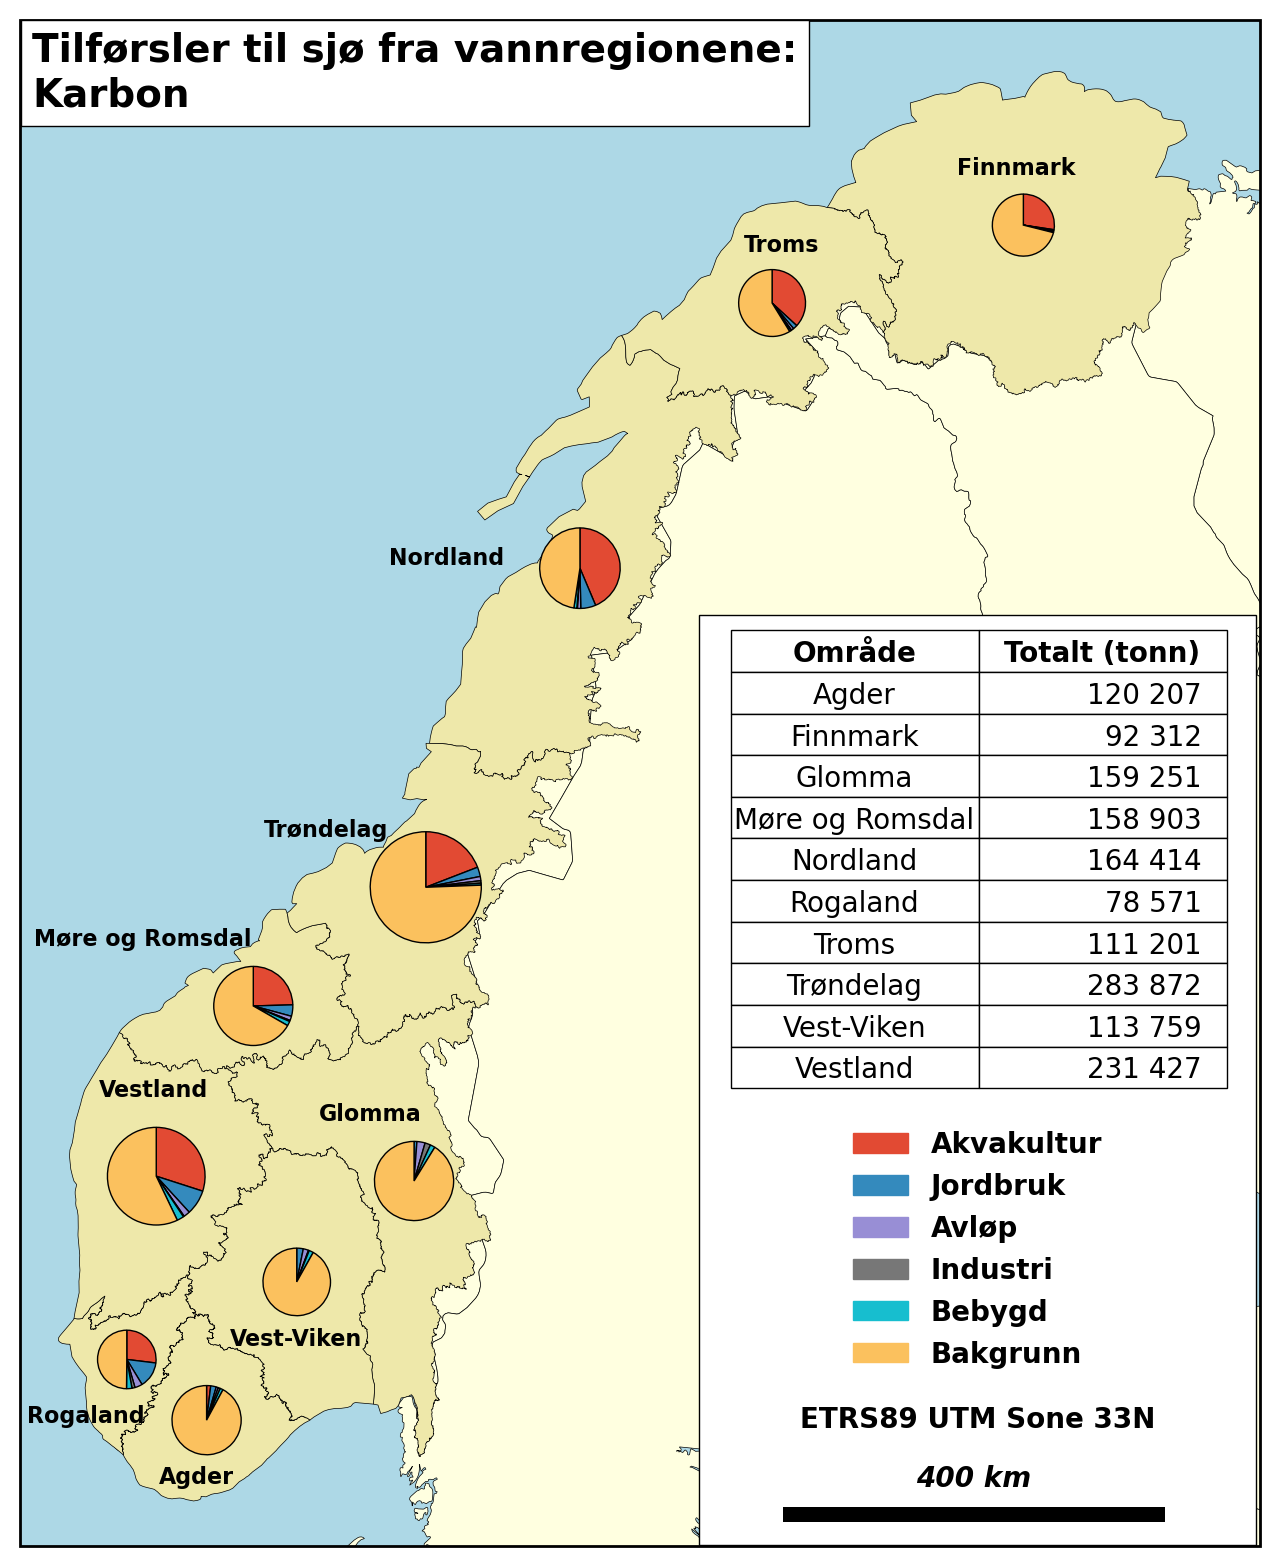 Tilførsler til sjø fra vannregionene:
Karbon
Finnmark
Troms
Nordland
Trøndelag
Møre og Romsdal
Vestland
Glomma
Vest-Viken
Rogaland
Agder
Område Totalt (tonn)
Agder 120 207
Finnmark 92 312
Glomma 159 251
Møre og Romsdal 158 903
Nordland 164 414
Rogaland 78 571
Troms 111 201
Trøndelag 283 872
Vest-Viken 113 759
Vestland 231 427
Akvakultur
Jordbruk
Avløp
Industri
Bebygd
Bakgrunn
ETRS89 UTM Sone 33N
400 km